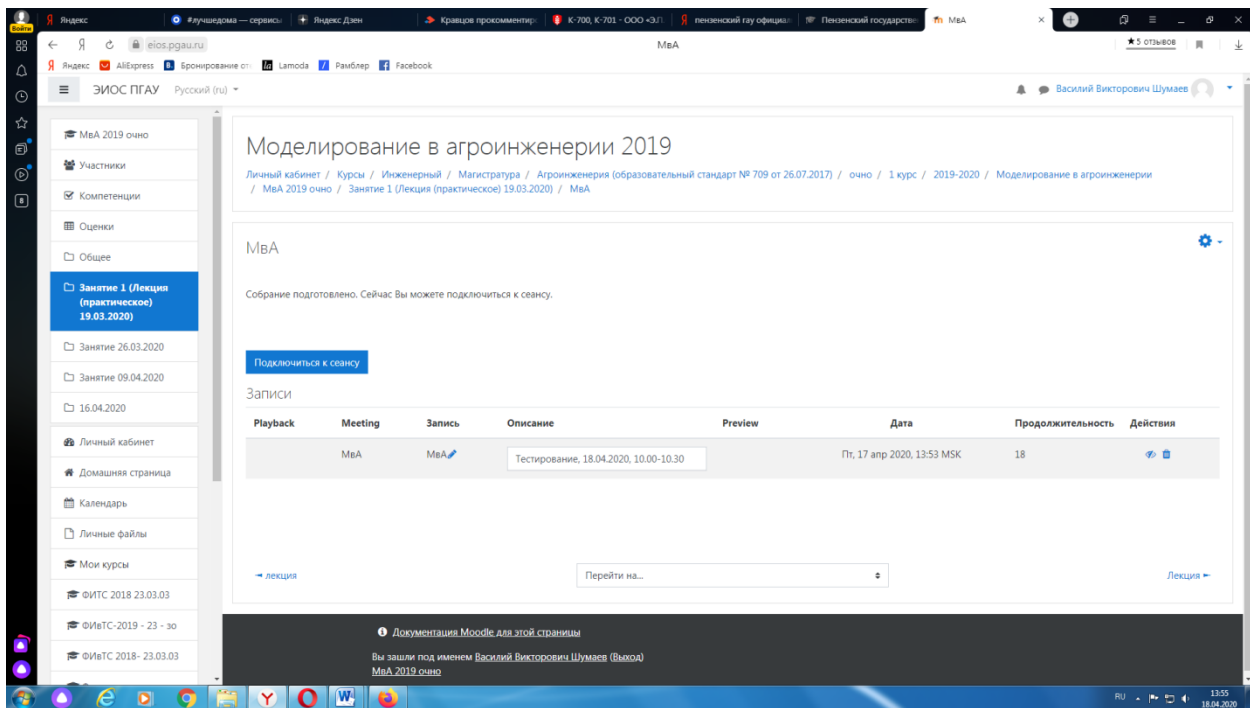 Яндекс
#лучшедома — сервисы
Яндекс Дзен
Кравцов прокомментир
К-700, К-701 - ООО «Э.Л.
пензенский гау официал
Пензенский государстве
МвА
Войти
eios.pgau.ru
МвА
5 отзывов
Яндекс
AliExpress
Бронирование оте
Lamoda
Рамблер
Facebook
ЭИОС ПГАУ
Русский (ru)
Василий Викторович Шумаев
МвА 2019 очно
Участники
Компетенции
Оценки
Общее
Занятие 1 (Лекция
(практическое)
19.03.2020)
Занятие 26.03.2020
Занятие 09.04.2020
16.04.2020
Личный кабинет
Домашняя страница
Календарь
Личные файлы
Мои курсы
ФИТС 2018 23.03.03
ФИвТС-2019 - 23 - зо
ФИвТС 2018- 23.03.03
Моделирование в агроинженерии 2019
Личный кабинет / Курсы / Инженерный / Магистратура / Агроинженерия (образовательный стандарт № 709 от 26.07.2017) / очно / 1 курс / 2019-2020 / Моделирование в агроинженерии
/ МвА 2019 очно / Занятие 1 (Лекция (практическое) 19.03.2020) / МвА
МвА
Собрание подготовлено. Сейчас Вы можете подключиться к сеансу.
Подключиться к сеансу
Записи
Playback Meeting Запись Описание Preview Дата Продолжительность Действия
МвА МвА Тестирование, 18.04.2020, 10.00-10.30 Пт, 17 апр 2020, 13:53 MSK 18
◄ лекция
Перейти на...
Лекция ►
Документация Moodle для этой страницы
Вы зашли под именем Василий Викторович Шумаев (Выход)
МвА 2019 очно
RU
13:55
18.04.2020